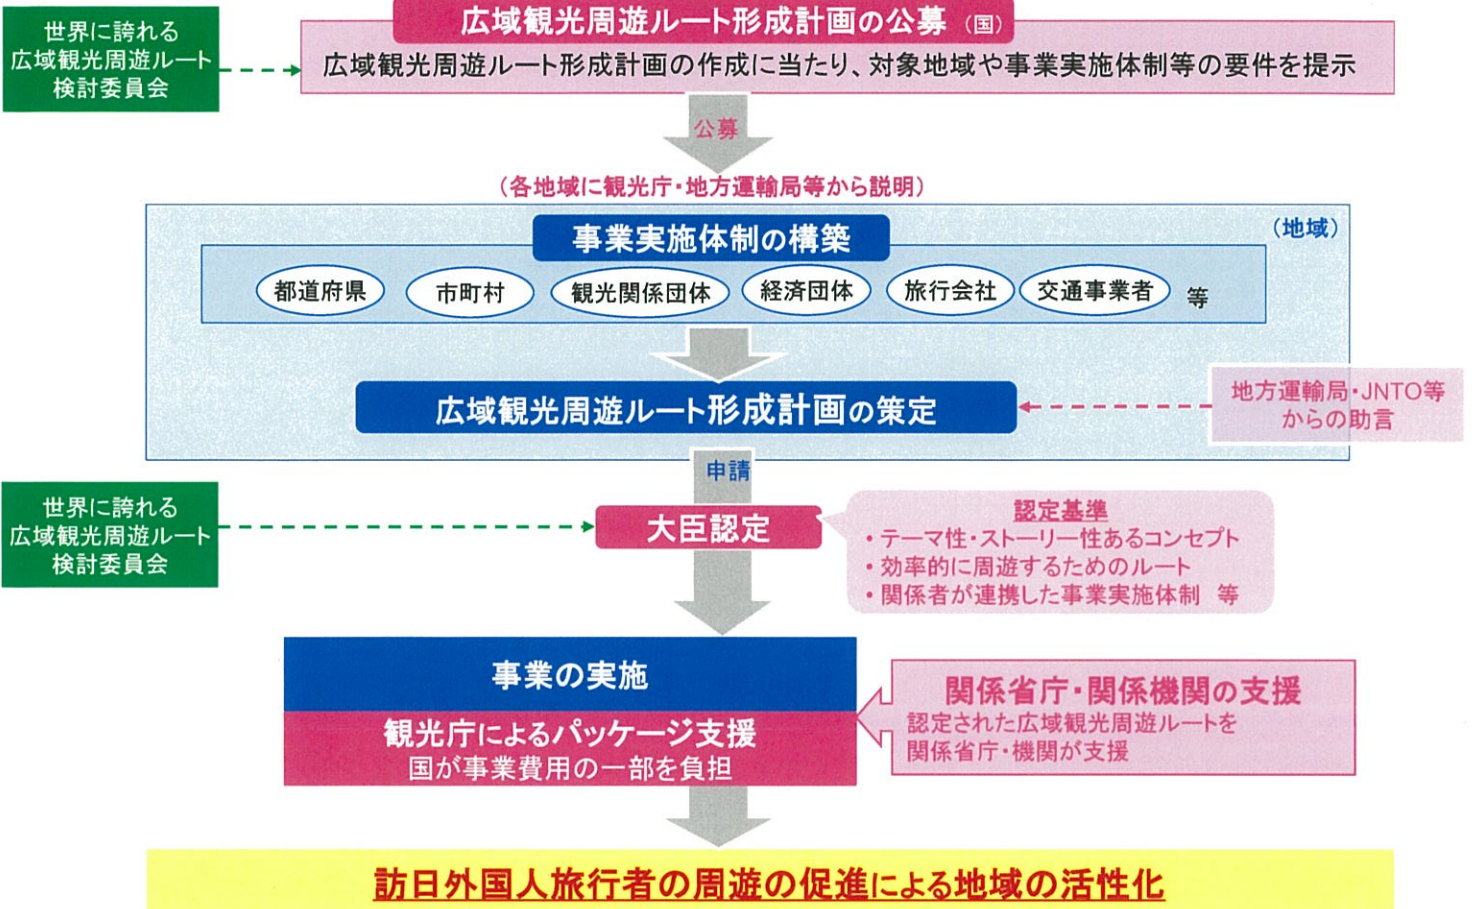 広域観光周遊ルート形成計画の公募（国）
世界に誇れる
広域観光周遊ルート
検討委員会
広域観光周遊ルート形成計画の作成に当たり、対象地域や事業実施体制等の要件を提示
公募
（各地域に観光庁・地方運輸局等から説明）
（地域）
事業実施体制の構築
都道府県 市町村 観光関係団体 経済団体 旅行会社 交通事業者 等
広域観光周遊ルート形成計画の策定
地方運輸局・JNTO等
からの助言
申請
世界に誇れる
広域観光周遊ルート
検討委員会
大臣認定
認定基準
・テーマ性・ストーリー性あるコンセプト
・効率的に周遊するためのルート
・関係者が連携した事業実施体制 等
事業の実施
観光庁によるパッケージ支援
国が事業費用の一部を負担
関係省庁・関係機関の支援
認定された広域観光周遊ルートを
関係省庁・機関が支援
訪日外国人旅行者の周遊の促進による地域の活性化